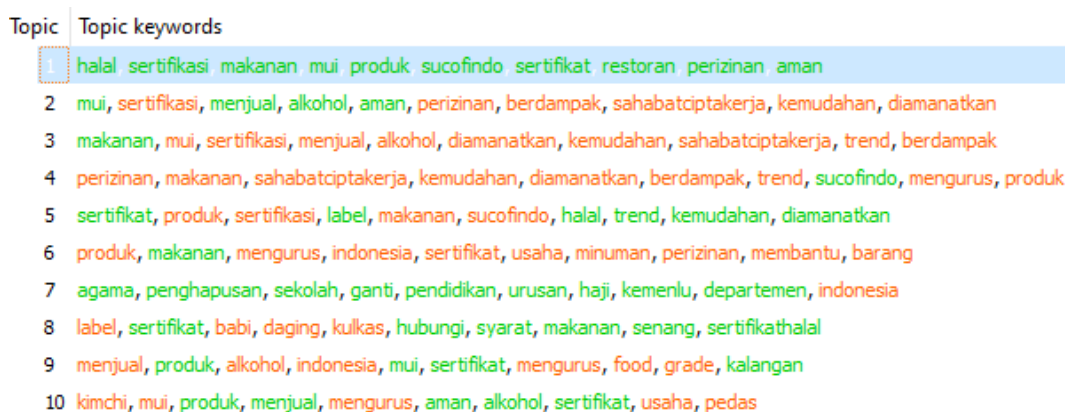 Topic Topic keywords
1 halal, sertifikasi, makanan, mui, produk, sucofindo, sertifikat, restoran, perizinan, aman
2 mui, sertifikasi, menjual, alkohol, aman, perizinan, berdampak, sahabatciptakerja, kemudahan, diamanatkan
3 makanan, mui, sertifikasi, menjual, alkohol, diamanatkan, kemudahan, sahabatciptakerja, trend, berdampak
4 perizinan, makanan, sahabatciptakerja, kemudahan, diamanatkan, berdampak, trend, sucofindo, mengurus, produk
5 sertifikat, produk, sertifikasi, label, makanan, sucofindo, halal, trend, kemudahan, diamanatkan
6 produk, makanan, mengurus, indonesia, sertifikat, usaha, minuman, perizinan, membantu, barang
7 agama, penghapusan, sekolah, ganti, pendidikan, urusan, haji, kemenlu, departemen, indonesia
8 label, sertifikat, babi, daging, kulkas, hubungi, syarat, makanan, senang, sertifikathalal
9 menjual, produk, alkohol, indonesia, mui, sertifikat, mengurus, food, grade, kalangan
10 kimchi, mui, produk, menjual, mengurus, aman, alkohol, sertifikat, usaha, pedas